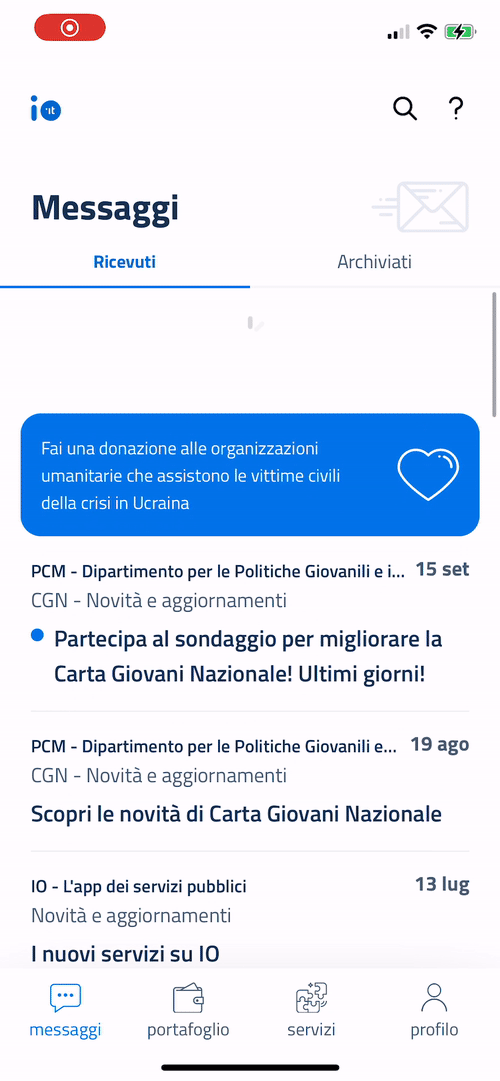 io
it
Messaggi
Ricevuti
Archiviati
Fai una donazione alle organizzazioni
umanitarie che assistono le vittime civili
della crisi in Ucraina
PCM - Dipartimento per le Politiche Giovanili e i... 15 set
CGN - Novità e aggiornamenti
Partecipa al sondaggio per migliorare la
Carta Giovani Nazionale! Ultimi giorni!
PCM - Dipartimento per le Politiche Giovanili e... 19 ago
CGN - Novità e aggiornamenti
Scopri le novità di Carta Giovani Nazionale
IO - L'app dei servizi pubblici 13 lug
Novità e aggiornamenti
I nuovi servizi su IO
messaggi
portafoglio
servizi
profilo